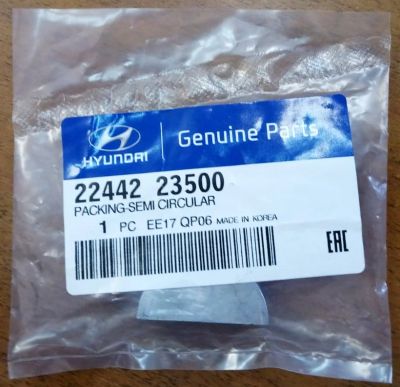 HYUNDAI
Genuine Parts
22442 23500
PACKING-SEMI CIRCULAR
1 PC EE17 QP06 MADE IN KOREA
EAC